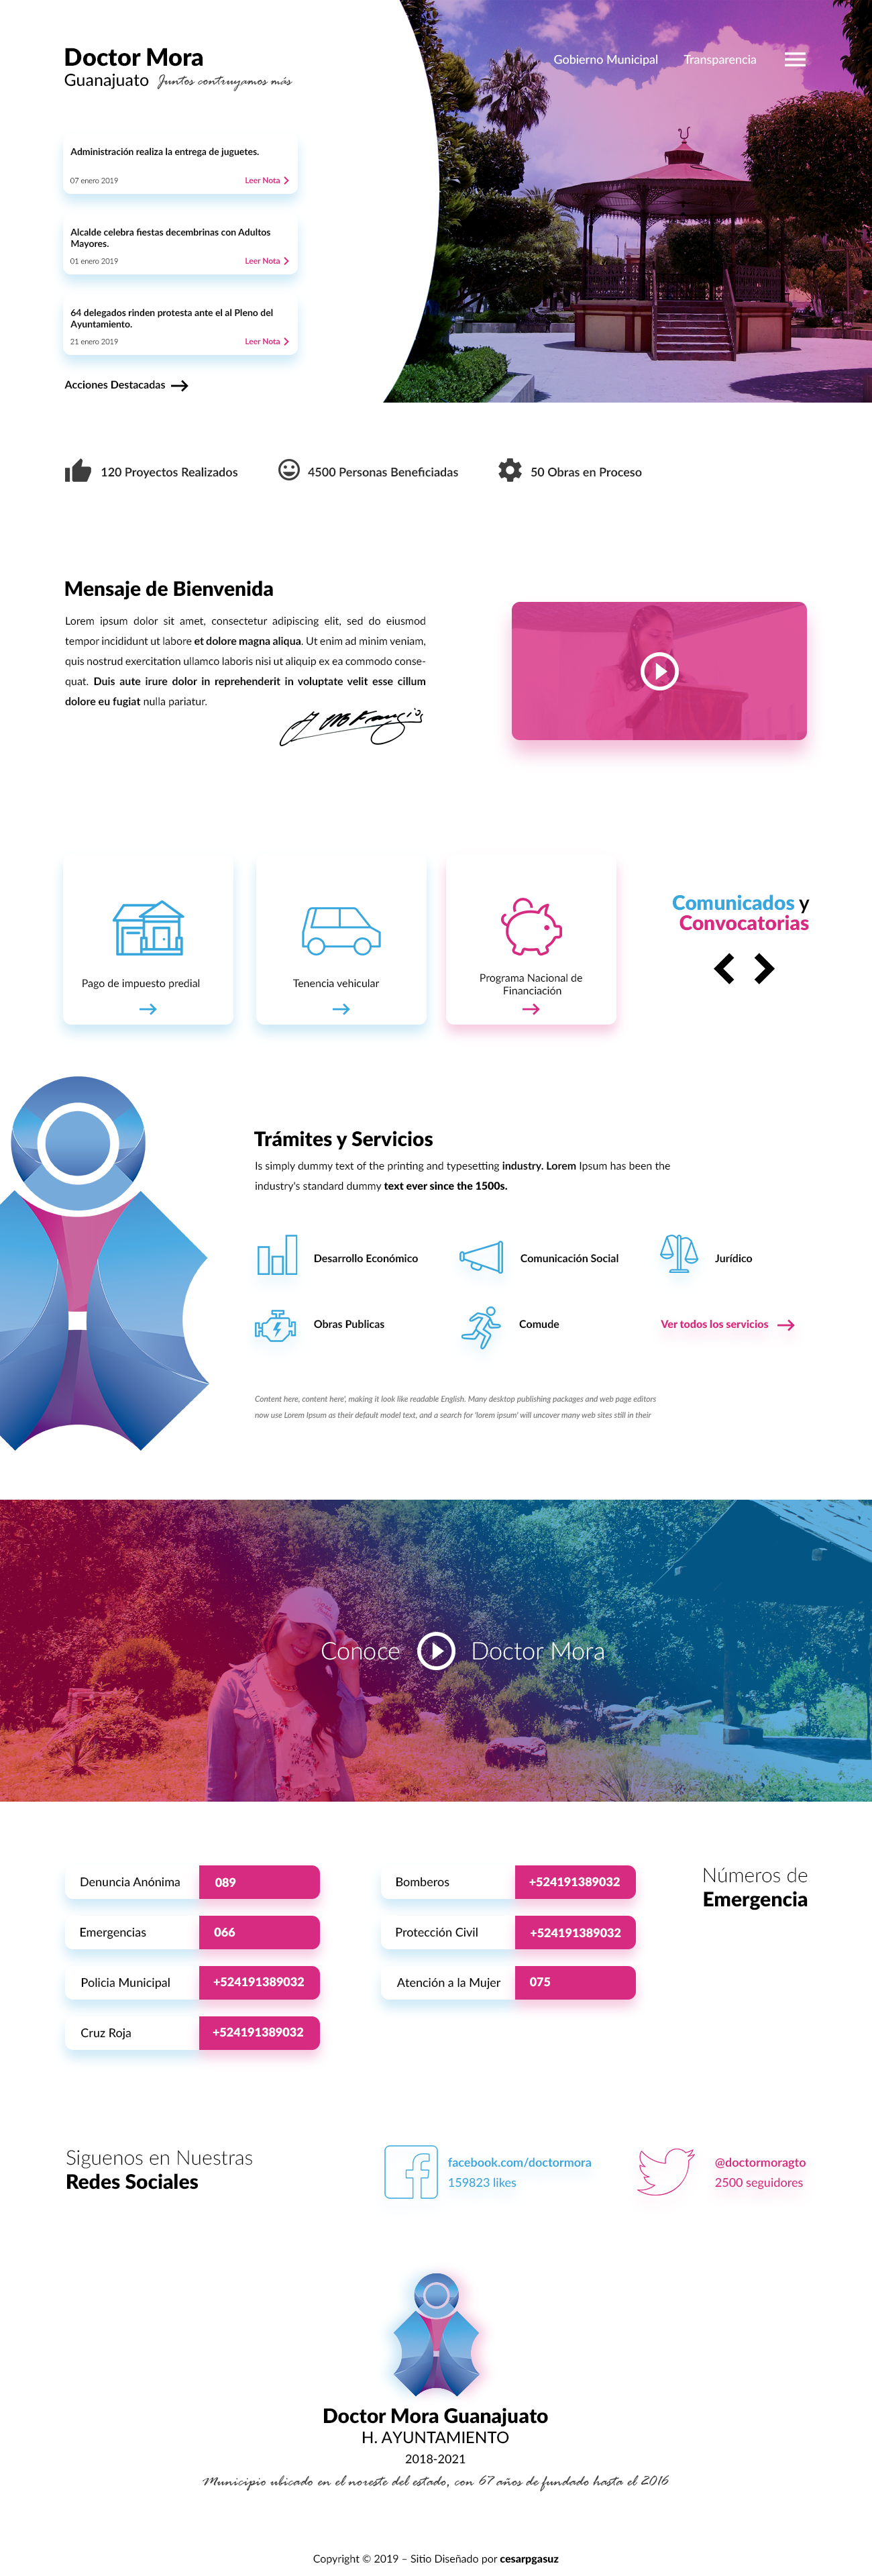 Doctor Mora
Guanajuato Juntos contruyamos más
Gobierno Municipal
Transparencia
Administración realiza la entrega de juguetes.
07 enero 2019
Leer Nota
Alcalde celebra fiestas decembrinas con Adultos
Mayores.
01 enero 2019
Leer Nota
64 delegados rinden protesta ante el al Pleno del
Ayuntamiento.
21 enero 2019
Leer Nota
Acciones Destacadas
120 Proyectos Realizados
4500 Personas Beneficiadas
50 Obras en Proceso
Mensaje de Bienvenida
Lorem ipsum dolor sit amet, consectetur adipiscing elit, sed do eiusmod
tempor incididunt ut labore et dolore magna aliqua. Ut enim ad minim veniam,
quis nostrud exercitation ullamco laboris nisi ut aliquip ex ea commodo conse-
quat. Duis aute irure dolor in reprehenderit in voluptate velit esse cillum
dolore eu fugiat nulla pariatur.
Pago de impuesto predial
Tenencia vehicular
Programa Nacional de
Financiación
Comunicados y
Convocatorias
Trámites y Servicios
Is simply dummy text of the printing and typesetting industry. Lorem Ipsum has been the
industry's standard dummy text ever since the 1500s.
Desarrollo Económico
Comunicación Social
Jurídico
Obras Publicas
Comude
Ver todos los servicios
Content here, content here', making it look like readable English. Many desktop publishing packages and web page editors
now use Lorem Ipsum as their default model text, and a search for 'lorem ipsum' will uncover many web sites still in their
Conoce Doctor Mora
Números de
Emergencia
Denuncia Anónima 089
Emergencias 066
Policia Municipal +524191389032
Cruz Roja +524191389032
Bomberos +524191389032
Protección Civil +524191389032
Atención a la Mujer 075
Siguenos en Nuestras
Redes Sociales
facebook.com/doctormora
159823 likes
@doctormoragto
2500 seguidores
Doctor Mora Guanajuato
H. AYUNTAMIENTO
2018-2021
Municipio ubicado en el noreste del estado, con 67 años de fundado hasta el 2016
Copyright © 2019 – Sitio Diseñado por cesarpgasuz